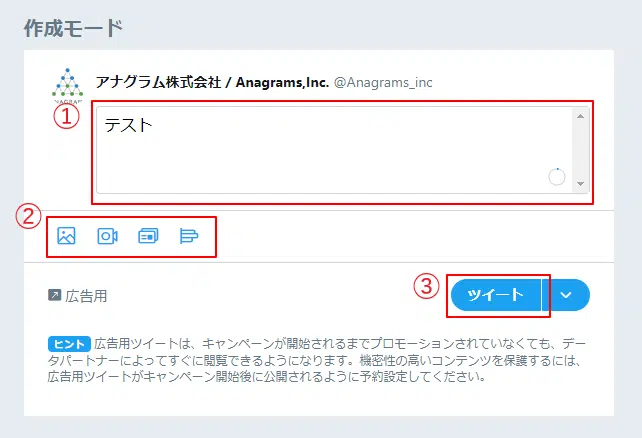 作成モード
アナグラム株式会社 / Anagrams,Inc. @Anagrams_inc
①
テスト
②
③
広告用
ツイート
ヒント 広告用ツイートは、キャンペーンが開始されるまでプロモーションされていなくても、デー
タパートナーによってすぐに閲覧できるようになります。機密性の高いコンテンツを保護するには、
広告用ツイートがキャンペーン開始後に公開されるように予約設定してください。